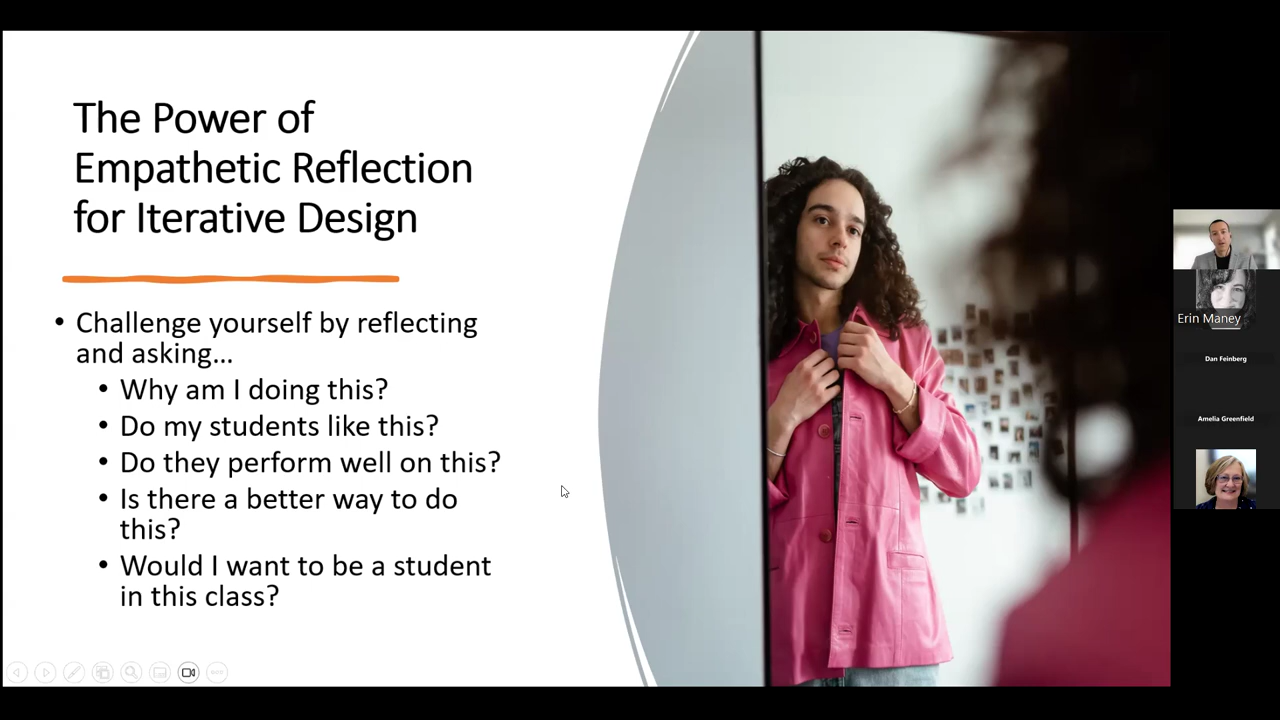 The Power of
Empathetic Reflection
for Iterative Design
• Challenge yourself by reflecting
and asking...
• Why am I doing this?
• Do my students like this?
• Do they perform well on this?
• Is there a better way to do
this?
• Would I want to be a student
in this class?
Erin Maney
Dan Feinberg
Amelia Greenfield